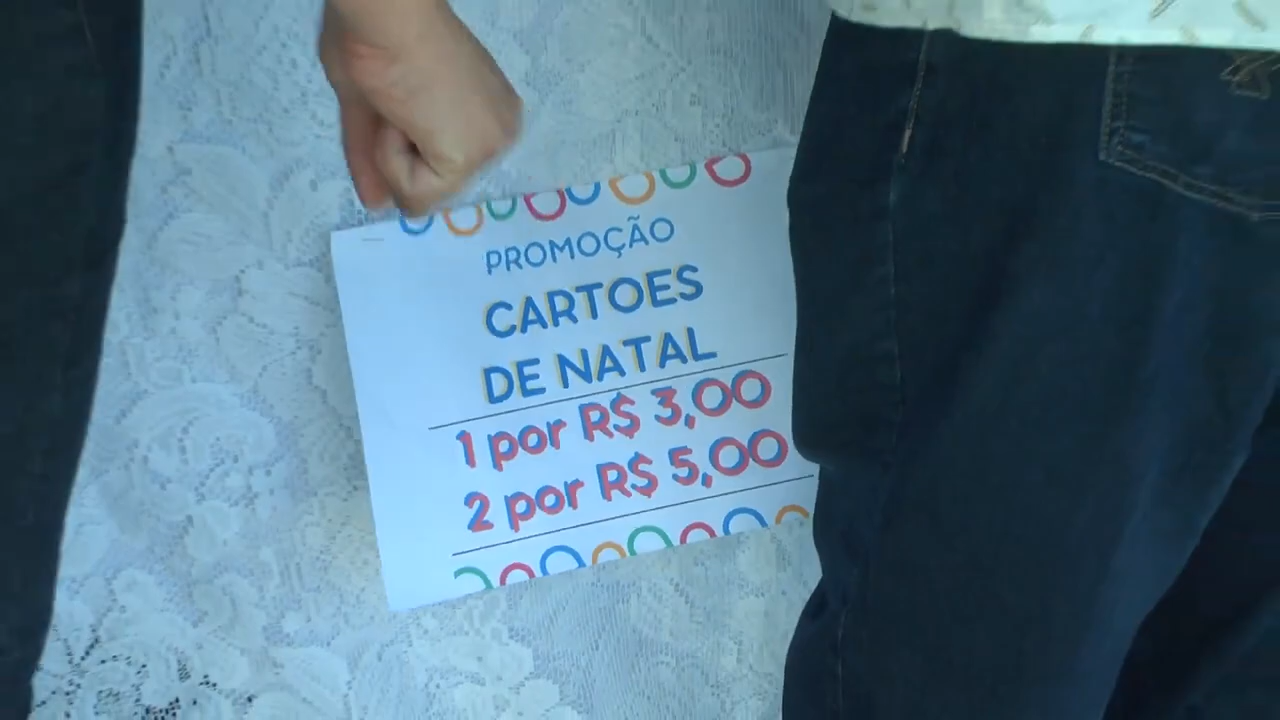 PROMOÇÃO
CARTOES
DE NATAL
1 por R$ 3,00
2 por R$ 5,00